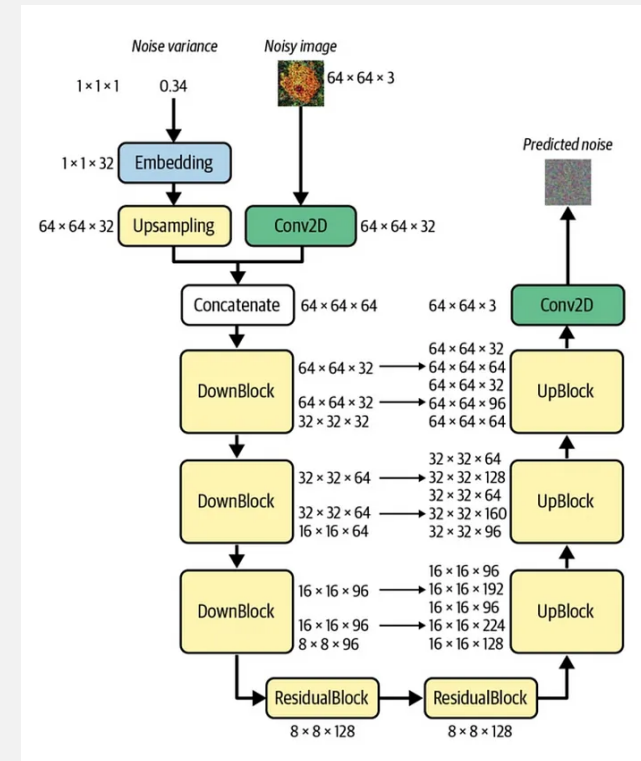 Noise variance
Noisy image
1×1×1
0.34
64×64×3
Predicted noise
1×1×32
Embedding
64×64×32
Upsampling
Conv2D
64×64×32
Concatenate
64×64×64
64×64×3
Conv2D
DownBlock
64×64×32
64×64×32
32×32×32
64×64×32
64×64×64
64×64×32
64×64×96
64×64×64
UpBlock
DownBlock
32×32×64
32×32×64
16×16×64
32×32×64
32×32×128
32×32×64
32×32×160
32×32×96
UpBlock
DownBlock
16×16×96
16×16×96
8×8×96
16×16×96
16×16×192
16×16×96
16×16×224
16×16×128
UpBlock
ResidualBlock
ResidualBlock
8×8×128
8×8×128